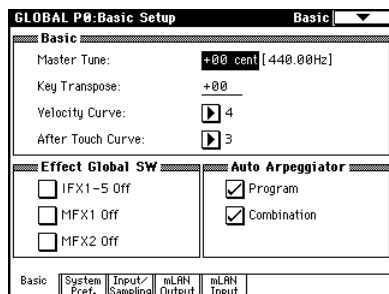 GLOBAL P0:Basic Setup Basic
Basic
Master Tune: +00 cent [440.00Hz]
Key Transpose: +00
Velocity Curve: 4
After Touch Curve: 3
Effect Global SW
IFX1-5 Off
MFX1 Off
MFX2 Off
Auto Arpeggiator
Program
Combination
Basic
System Pref.
Input/ Sampling
mLAN Output
mLAN Input